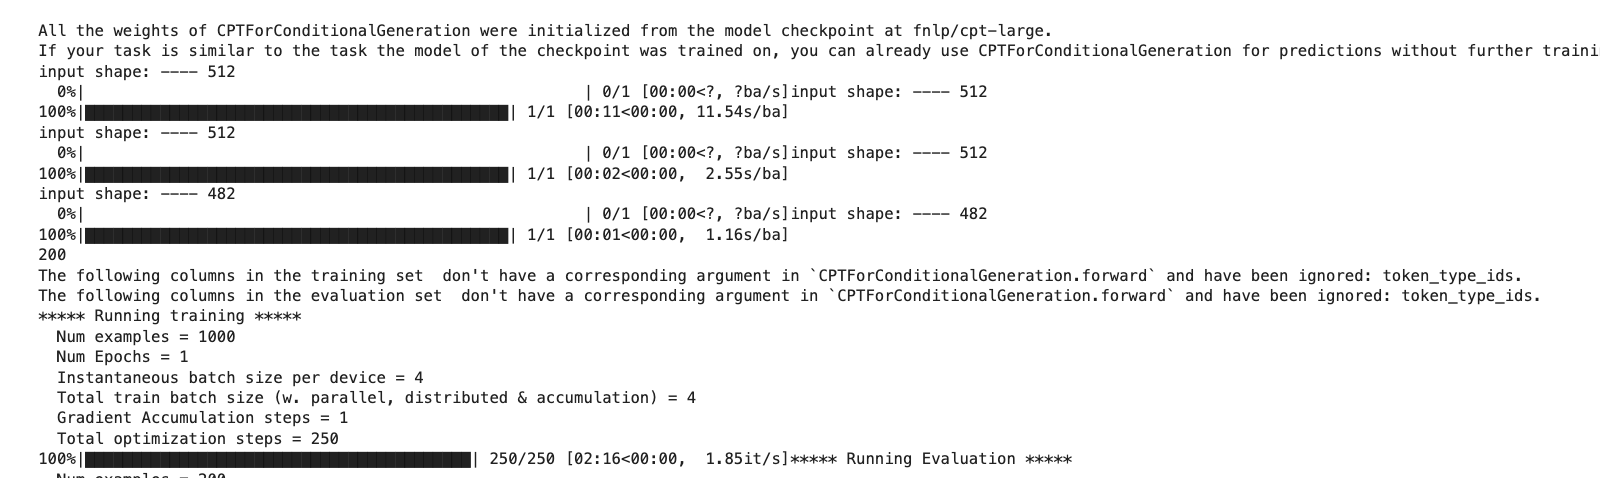 All the weights of CPTForConditionalGeneration were initialized from the model checkpoint at fnlp/cpt-large.
If your task is similar to the task the model of the checkpoint was trained on, you can already use CPTForConditionalGeneration for predictions without further traini
input shape: ---- 512
0%| | 0/1 [00:00<?, ?ba/s]input shape: ---- 512
100%|██████████| 1/1 [00:11<00:00, 11.54s/ba]
input shape: ---- 512
0%| | 0/1 [00:00<?, ?ba/s]input shape: ---- 512
100%|██████████| 1/1 [00:02<00:00,  2.55s/ba]
input shape: ---- 482
0%| | 0/1 [00:00<?, ?ba/s]input shape: ---- 482
100%|██████████| 1/1 [00:01<00:00,  1.16s/ba]
200
The following columns in the training set  don't have a corresponding argument in `CPTForConditionalGeneration.forward` and have been ignored: token_type_ids.
The following columns in the evaluation set  don't have a corresponding argument in `CPTForConditionalGeneration.forward` and have been ignored: token_type_ids.
***** Running training *****
Num examples = 1000
Num Epochs = 1
Instantaneous batch size per device = 4
Total train batch size (w. parallel, distributed & accumulation) = 4
Gradient Accumulation steps = 1
Total optimization steps = 250
100%|██████████| 250/250 [02:16<00:00,  1.85it/s]***** Running Evaluation *****
Num examples = 200